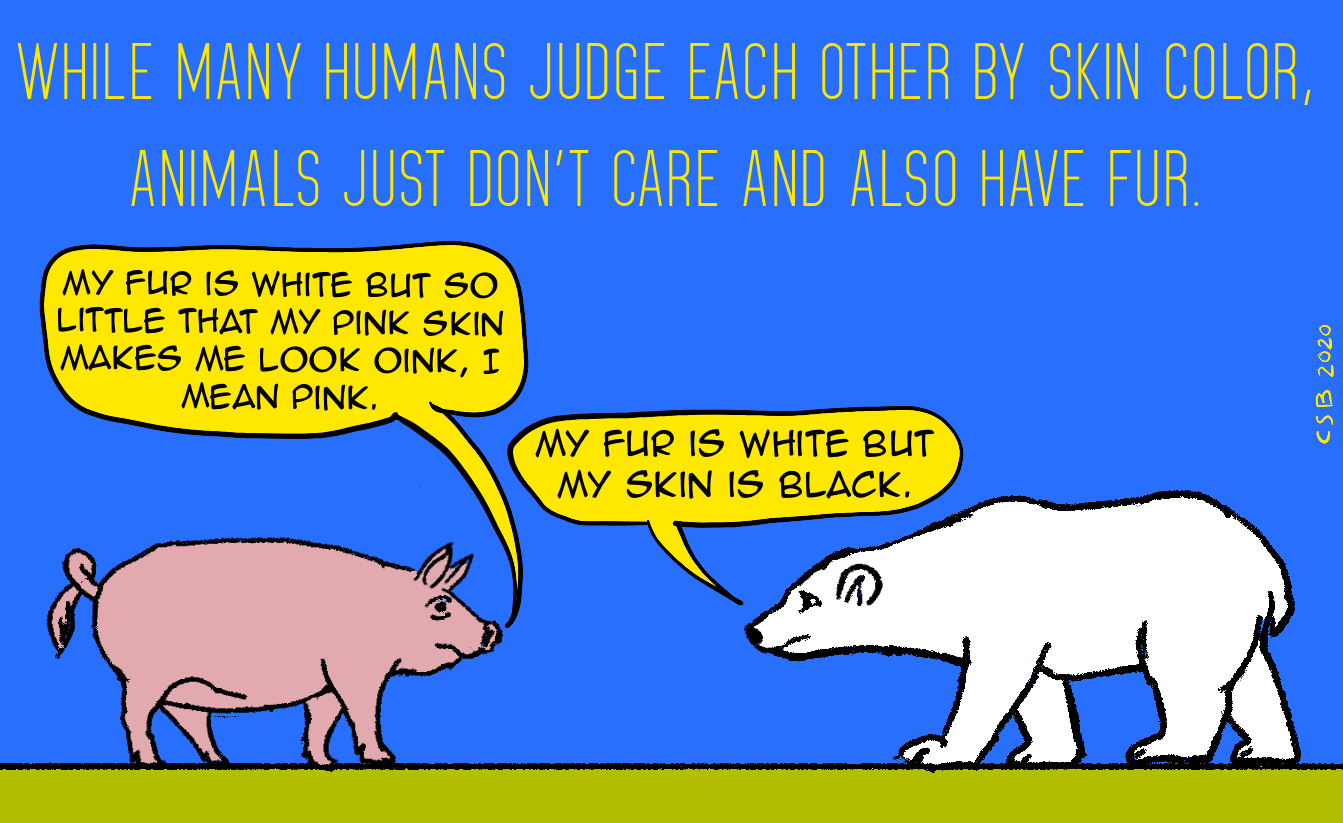 WHILE MANY HUMANS JUDGE EACH OTHER BY SKIN COLOR,
ANIMALS JUST DON'T CARE AND ALSO HAVE FUR.
MY FUR IS WHITE BUT SO
LITTLE THAT MY PINK SKIN
MAKES ME LOOK OINK, I
MEAN PINK.
MY FUR IS WHITE BUT
MY SKIN IS BLACK.
CSB 2020